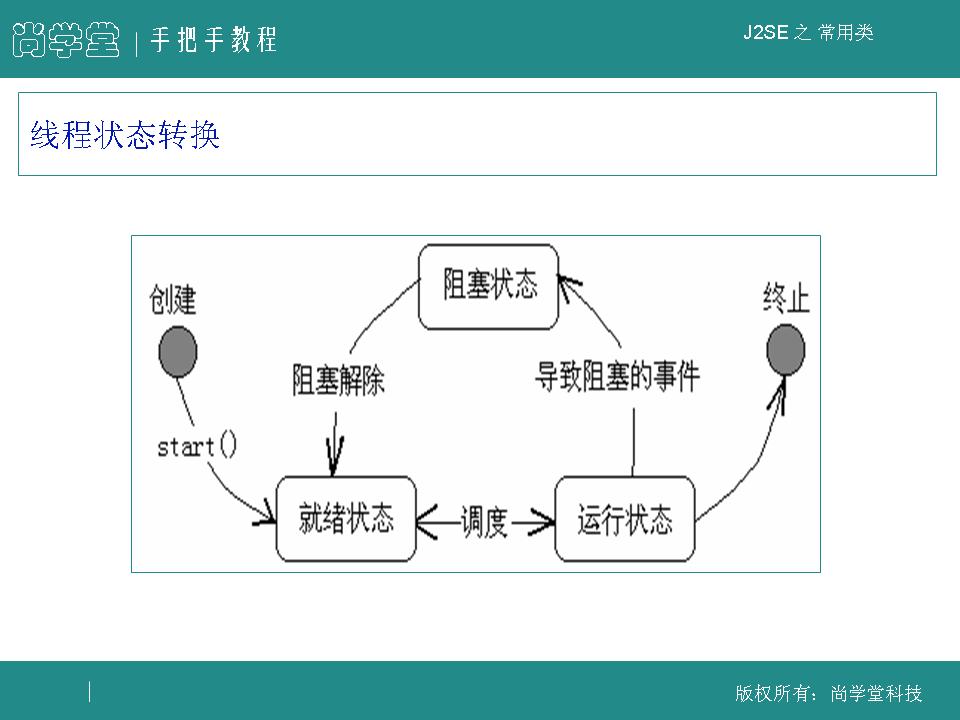 尚学堂 | 手把手教程
J2SE 之 常用类
线程状态转换
阻塞状态
创建
终止
阻塞解除
导致阻塞的事件
start()
就绪状态
调度
运行状态
版权所有：尚学堂科技